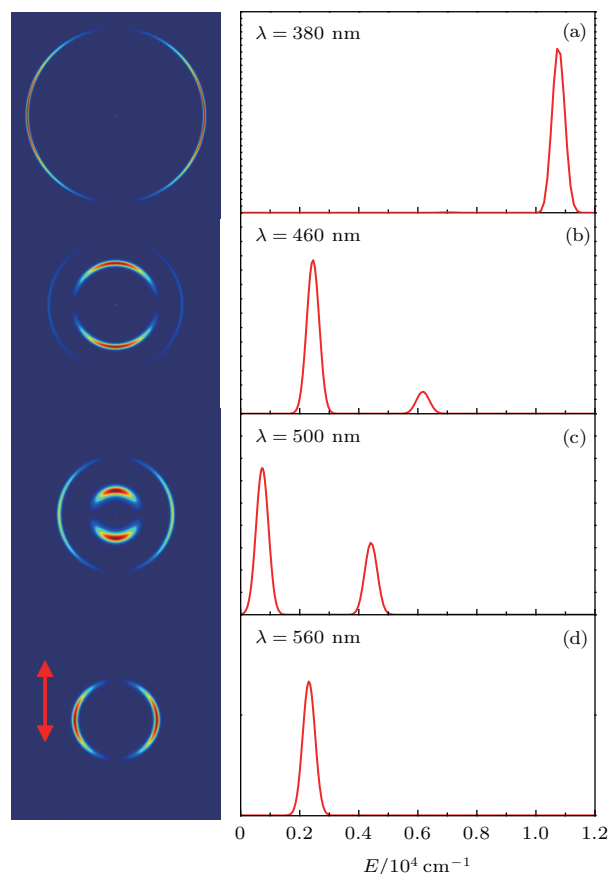 λ = 380 nm (a)
λ = 460 nm (b)
λ = 500 nm (c)
λ = 560 nm (d)
0 0.2 0.4 0.6 0.8 1.0 1.2
E/10⁴ cm⁻¹